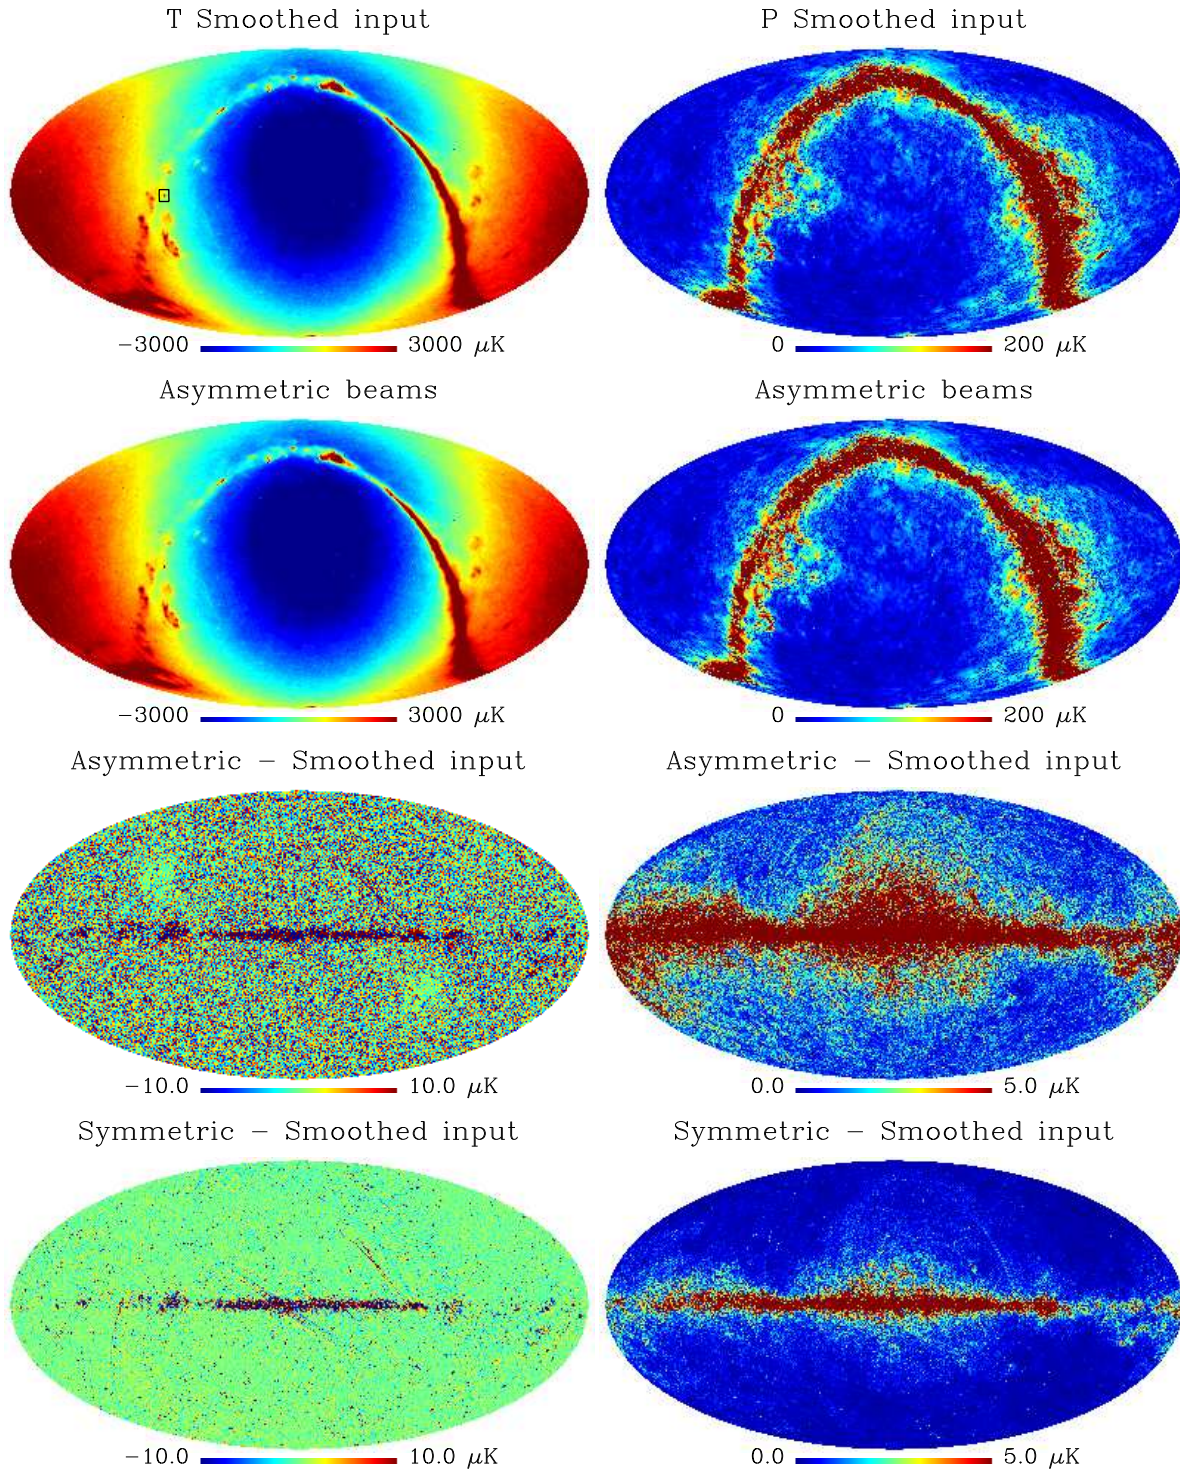 T Smoothed input
P Smoothed input
−3000 3000 μK
0 200 μK
Asymmetric beams
Asymmetric beams
−3000 3000 μK
0 200 μK
Asymmetric − Smoothed input
Asymmetric − Smoothed input
−10.0 10.0 μK
0.0 5.0 μK
Symmetric − Smoothed input
Symmetric − Smoothed input
−10.0 10.0 μK
0.0 5.0 μK